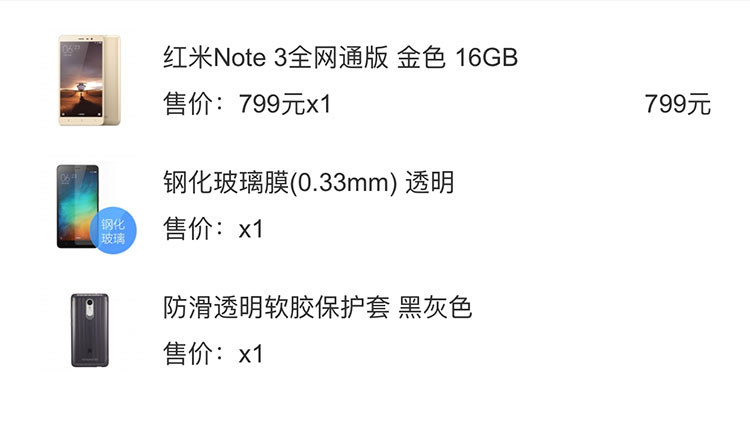 红米Note 3全网通版 金色 16GB
售价：799元x1 799元
钢化玻璃膜(0.33mm) 透明
钢化
玻璃
售价：x1
防滑透明软胶保护套 黑灰色
售价：x1